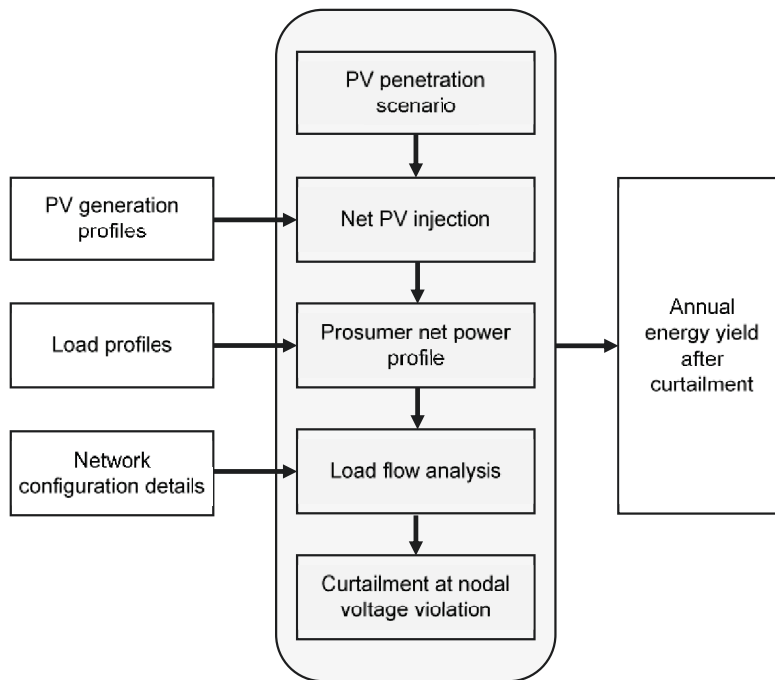 PV penetration
scenario
PV generation
profiles
Net PV injection
Load profiles
Prosumer net power
profile
Annual
energy yield
after
curtailment
Network
configuration details
Load flow analysis
Curtailment at nodal
voltage violation